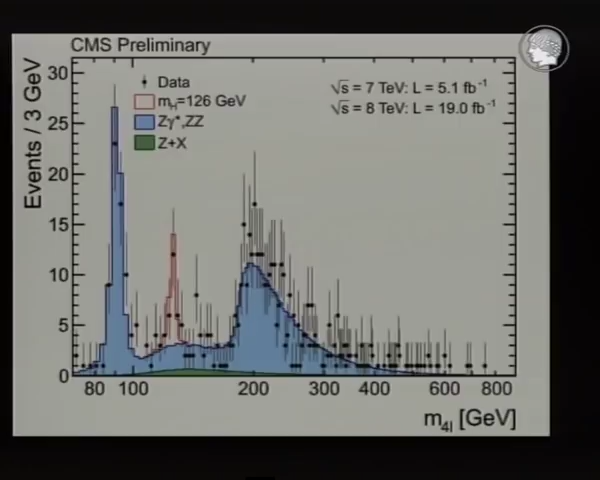 CMS Preliminary
Data
mH=126 GeV
Zγ*,ZZ
Z+X
√s = 7 TeV: L = 5.1 fb⁻¹
√s = 8 TeV: L = 19.0 fb⁻¹
Events / 3 GeV
30
25
20
15
10
5
0
80 100 200 300 400 600 800
m4l [GeV]